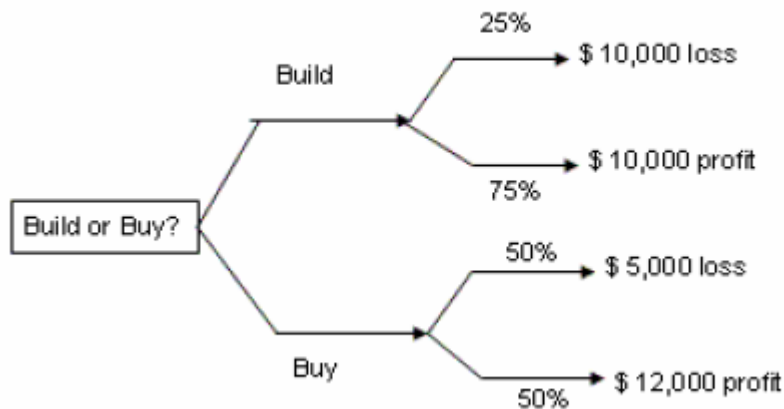 25%
$ 10,000 loss
Build
$ 10,000 profit
75%
Build or Buy?
50%
$ 5,000 loss
Buy
$ 12,000 profit
50%